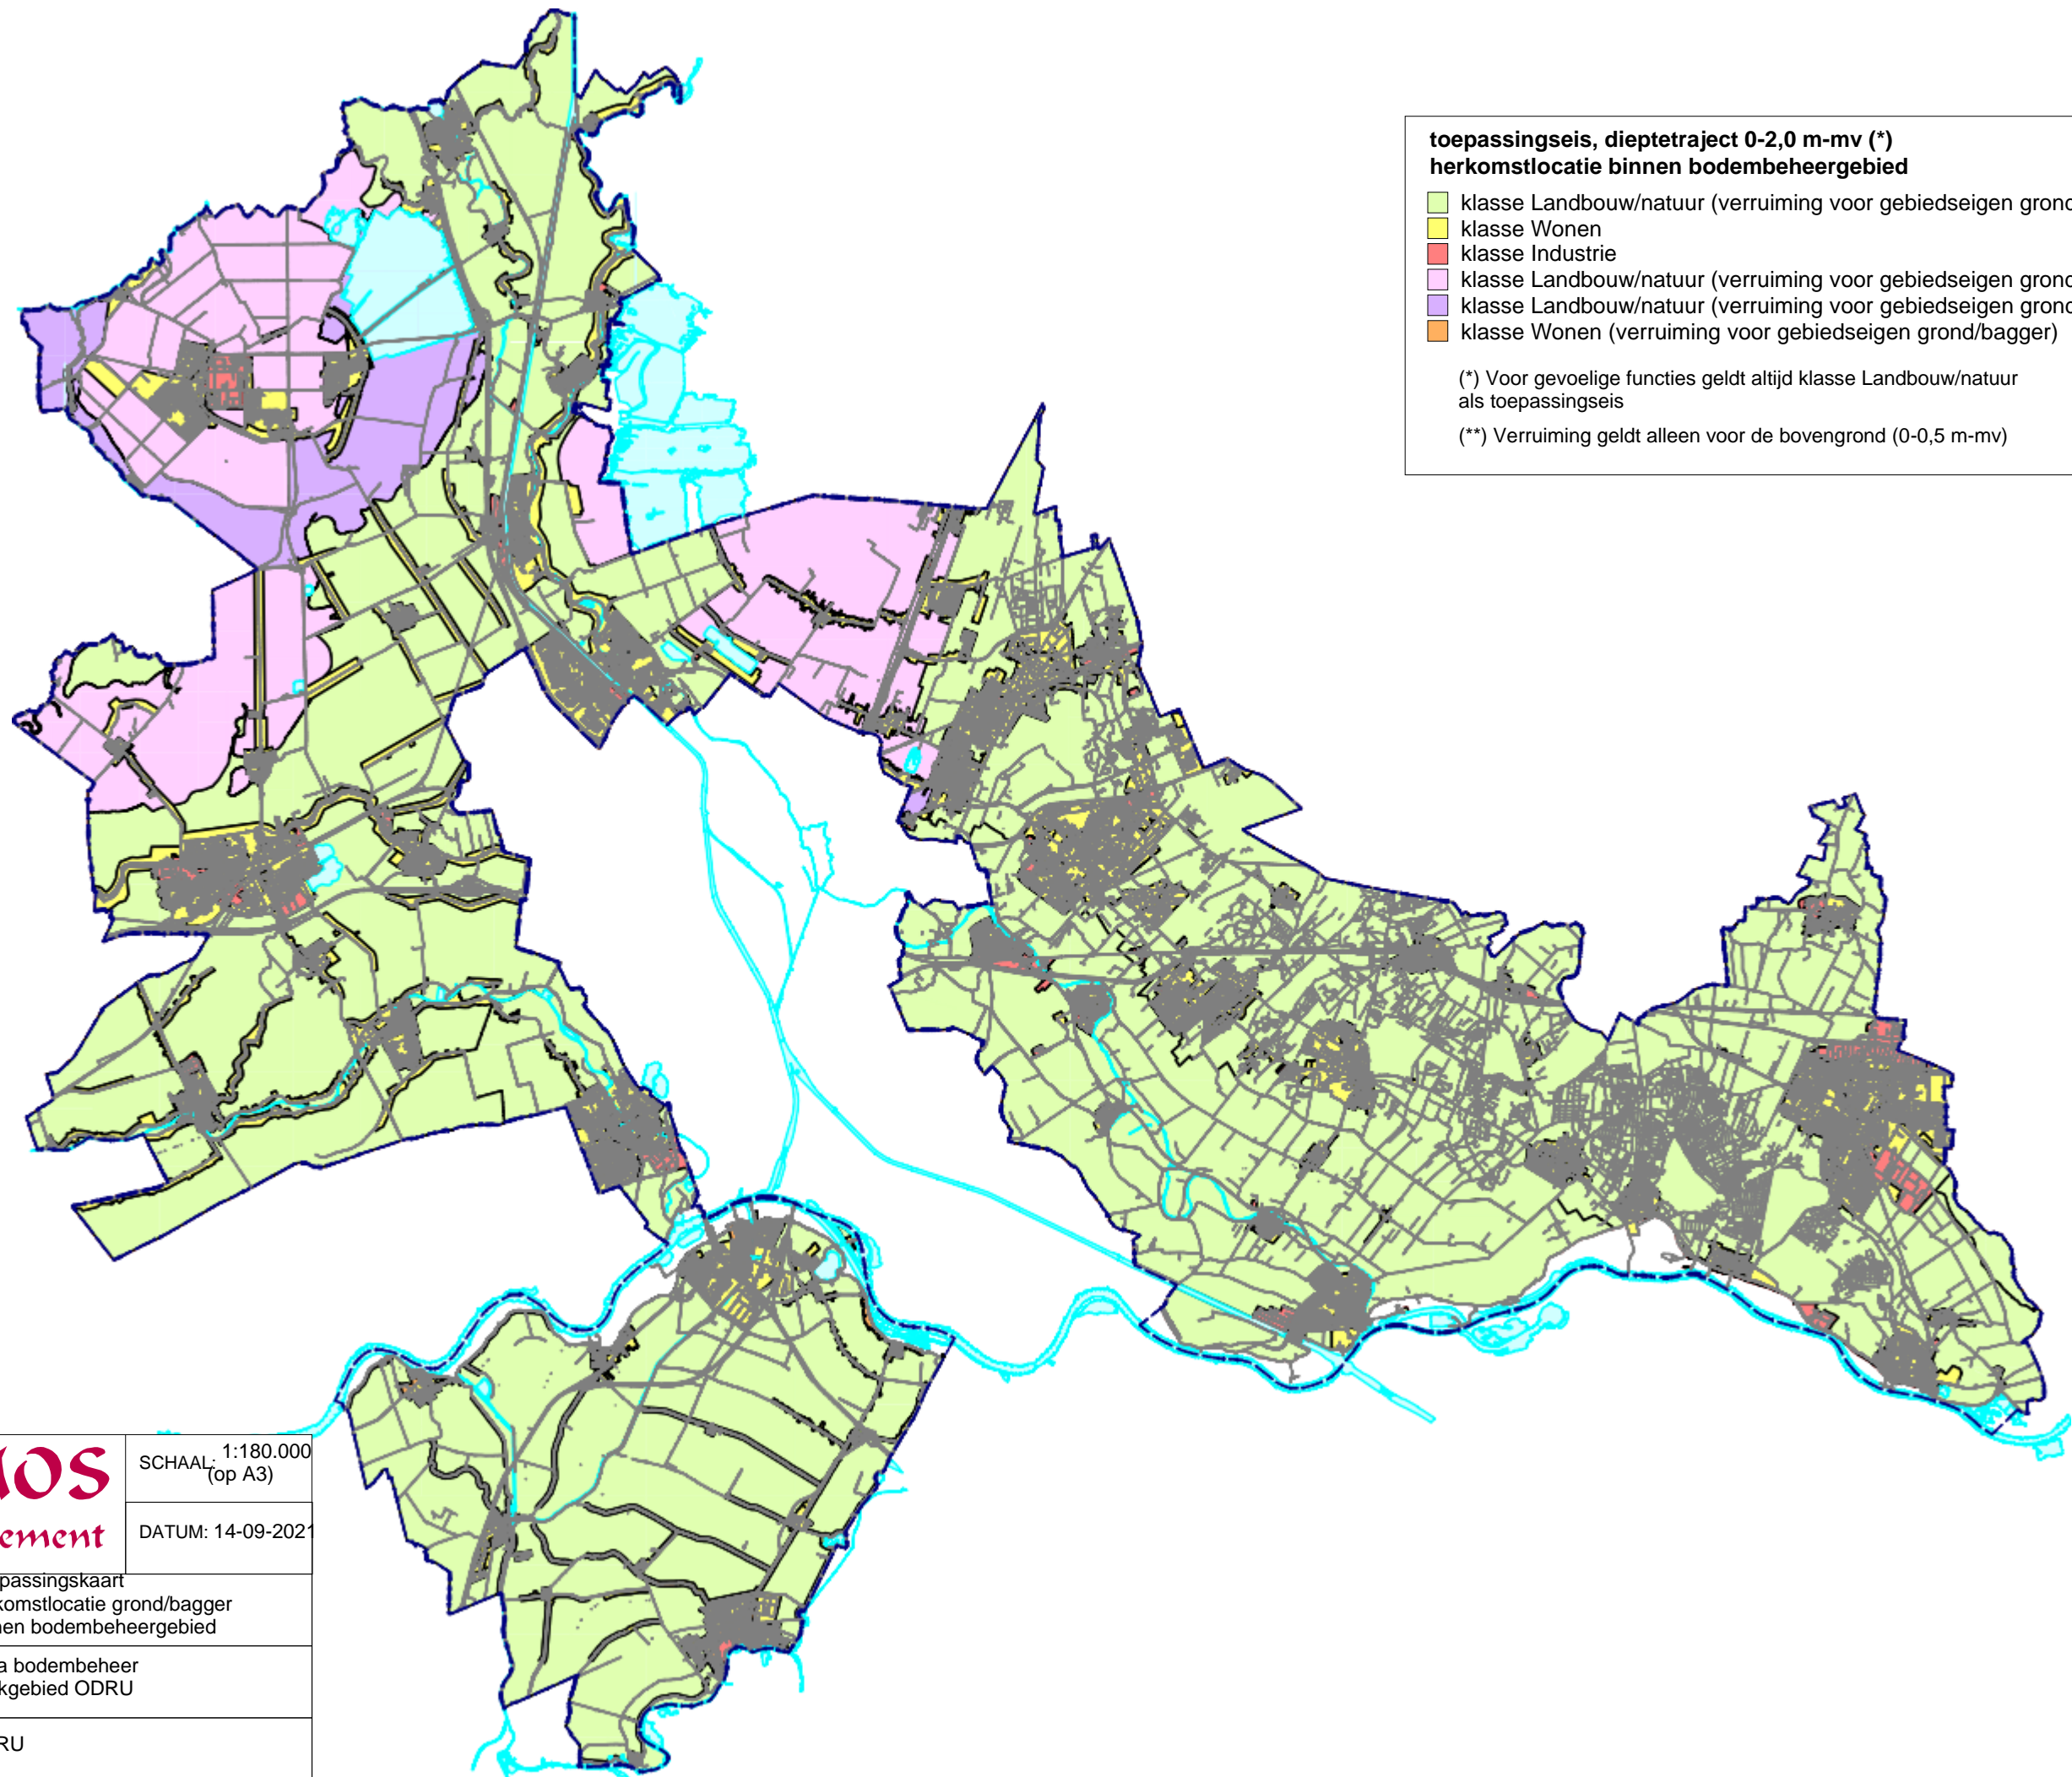 toepassingseis, dieptetraject 0-2,0 m-mv (*)
herkomstlocatie binnen bodembeheergebied
klasse Landbouw/natuur (verruiming voor gebiedseigen grond
klasse Wonen
klasse Industrie
klasse Landbouw/natuur (verruiming voor gebiedseigen grond
klasse Landbouw/natuur (verruiming voor gebiedseigen grond
klasse Wonen (verruiming voor gebiedseigen grond/bagger)
(*) Voor gevoelige functies geldt altijd klasse Landbouw/natuur
als toepassingseis
(**) Verruiming geldt alleen voor de bovengrond (0-0,5 m-mv)
os
ement
SCHAAL: 1:180.000
(op A3)
DATUM: 14-09-2021
passingskaart
komstlocatie grond/bagger
nen bodembeheergebied
a bodembeheer
kgebied ODRU
RU